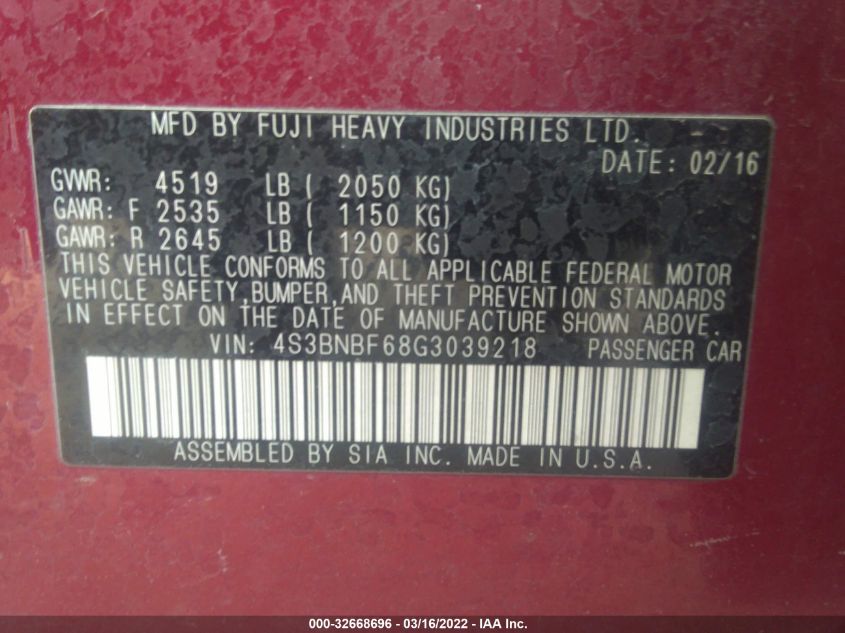 MFD BY FUJI HEAVY INDUSTRIES LTD.
DATE: 02/16
GVWR: 4519 LB ( 2050 KG)
GAWR: F 2535 LB ( 1150 KG)
GAWR: R 2645 LB ( 1200 KG)
THIS VEHICLE CONFORMS TO ALL APPLICABLE FEDERAL MOTOR
VEHICLE SAFETY,BUMPER,AND THEFT PREVENTION STANDARDS
IN EFFECT ON THE DATE OF MANUFACTURE SHOWN ABOVE.
VIN: 4S3BNBF68G3039218 PASSENGER CAR
ASSEMBLED BY SIA INC. MADE IN U.S.A.
000-32668696 - 03/16/2022 - IAA Inc.